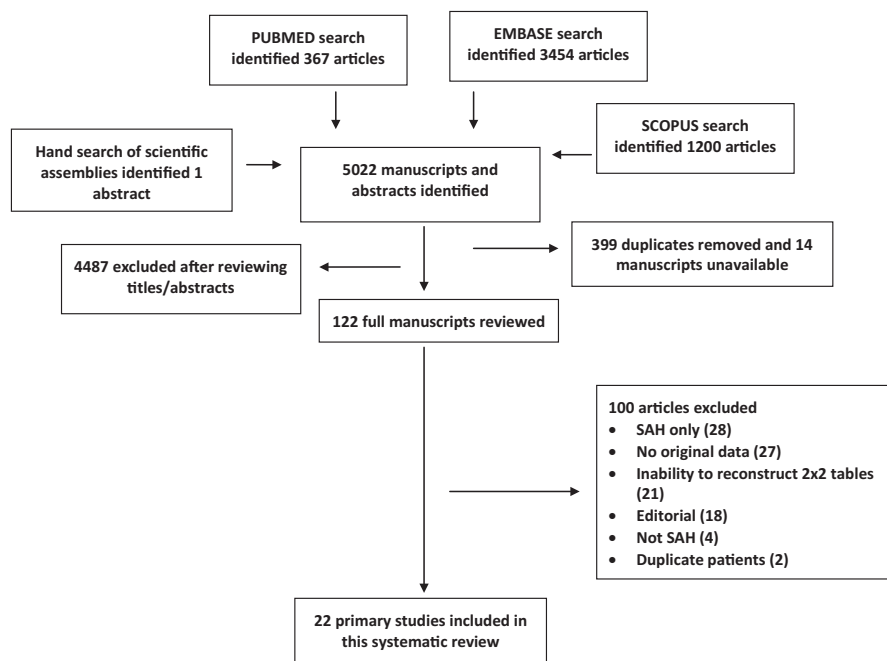 PUBMED search
identified 367 articles
EMBASE search
identified 3454 articles
SCOPUS search
identified 1200 articles
Hand search of scientific
assemblies identified 1
abstract
5022 manuscripts and
abstracts identified
399 duplicates removed and 14
manuscripts unavailable
4487 excluded after reviewing
titles/abstracts
122 full manuscripts reviewed
100 articles excluded
• SAH only (28)
• No original data (27)
• Inability to reconstruct 2x2 tables
(21)
• Editorial (18)
• Not SAH (4)
• Duplicate patients (2)
22 primary studies included in
this systematic review